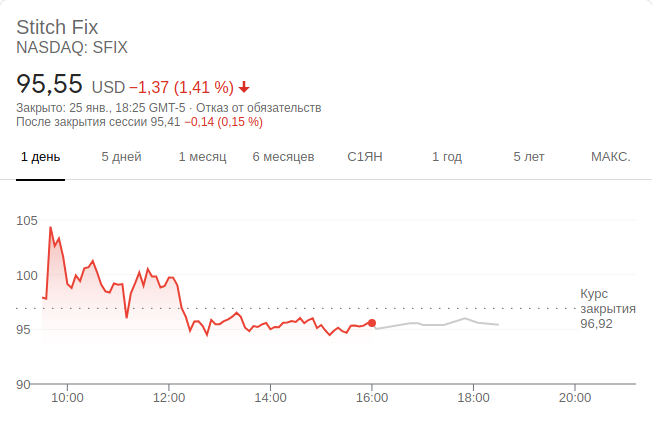 Stitch Fix
NASDAQ: SFIX
95,55 USD −1,37 (1,41 %)
Закрыто: 25 янв., 18:25 GMT-5 · Отказ от обязательств
После закрытия сессии 95,41 −0,14 (0,15 %)
1 день 5 дней 1 месяц 6 месяцев С1ЯН 1 год 5 лет МАКС.
105
100
Курс
закрытия
96,92
95
90
10:00 12:00 14:00 16:00 18:00 20:00